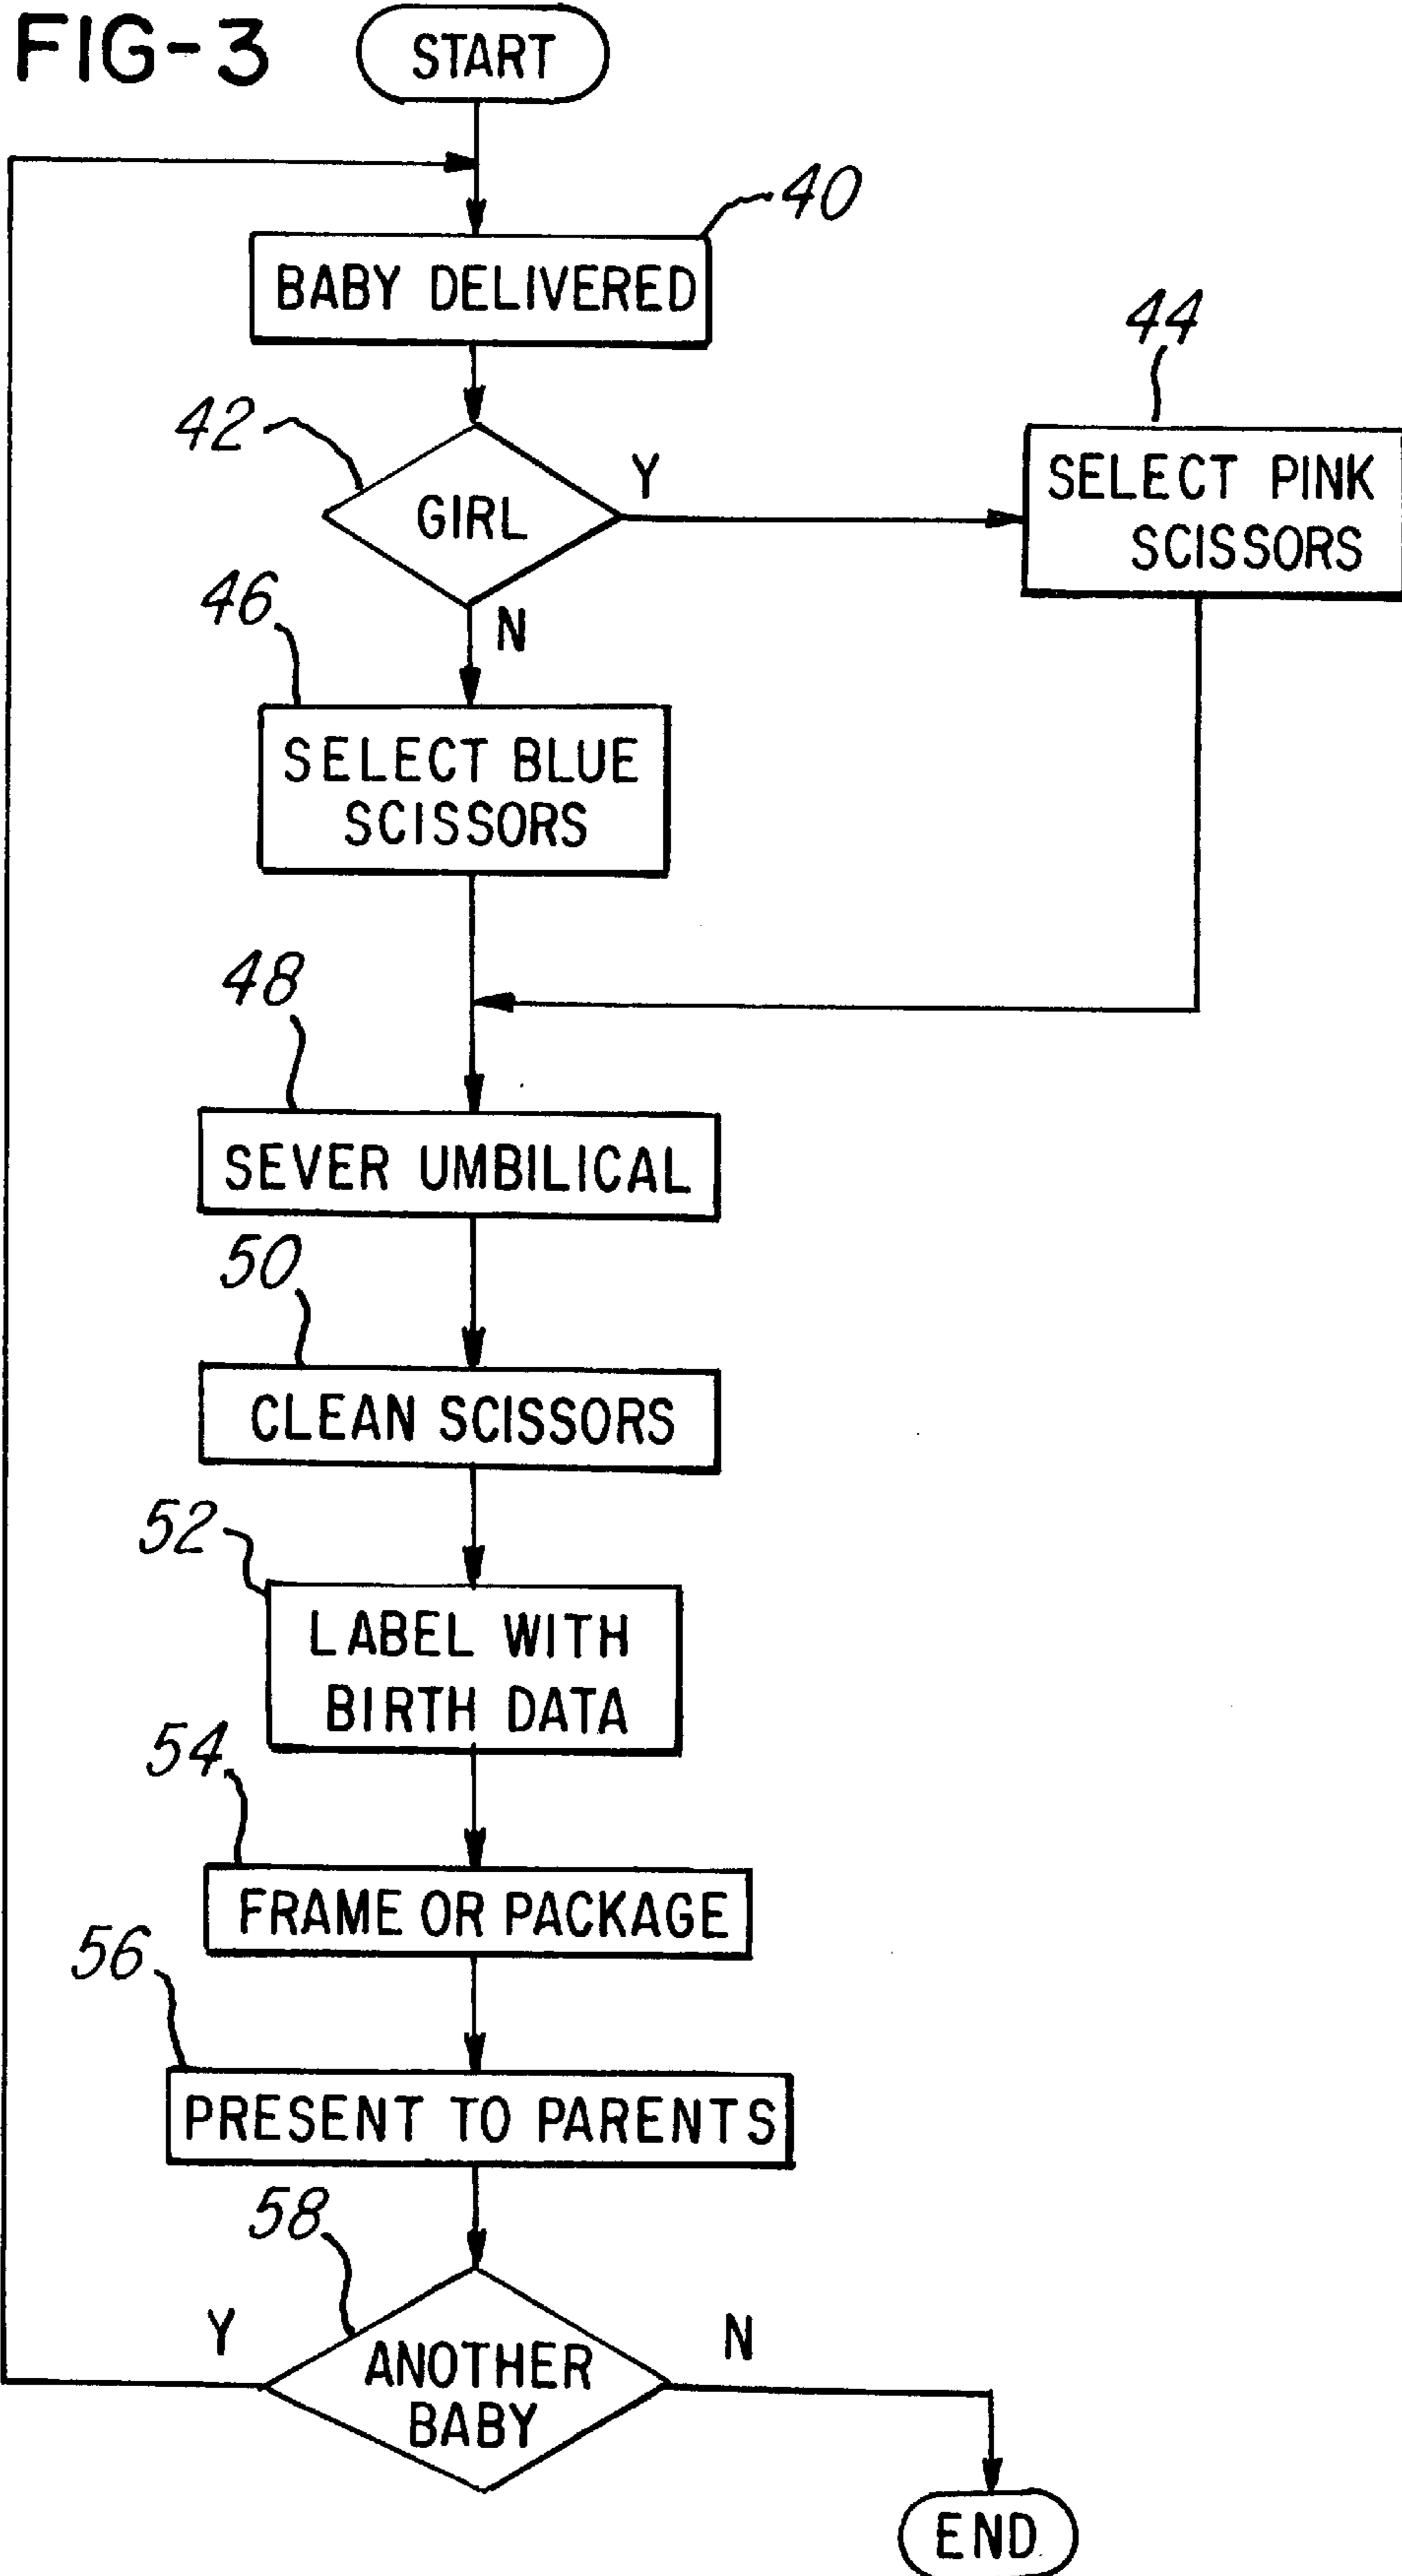 FIG-3
START
40
BABY DELIVERED
44
42
GIRL
Y
SELECT PINK
SCISSORS
46
N
SELECT BLUE
SCISSORS
48
SEVER UMBILICAL
50
CLEAN SCISSORS
52
LABEL WITH
BIRTH DATA
54
FRAME OR PACKAGE
56
PRESENT TO PARENTS
58
Y
ANOTHER
BABY
N
END